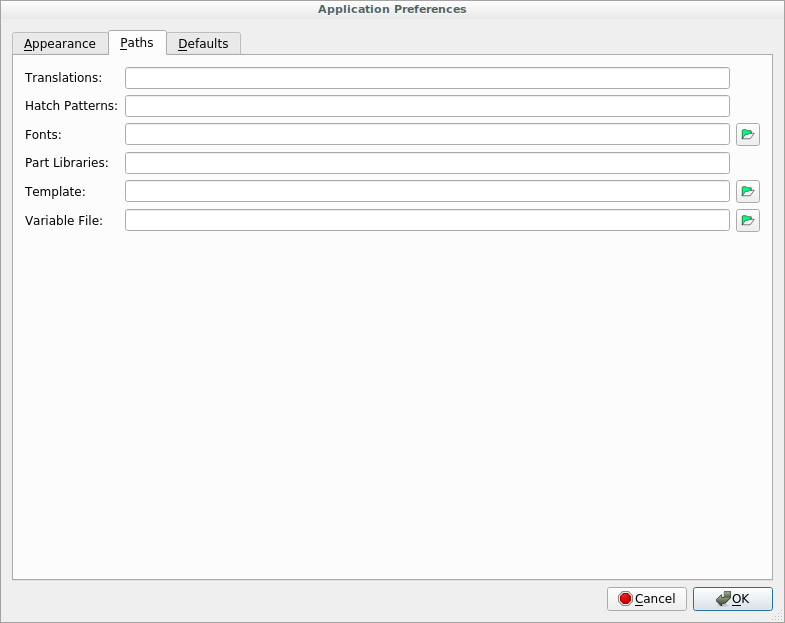 Application Preferences
Appearance Paths Defaults
Translations:
Hatch Patterns:
Fonts:
Part Libraries:
Template:
Variable File:
Cancel OK